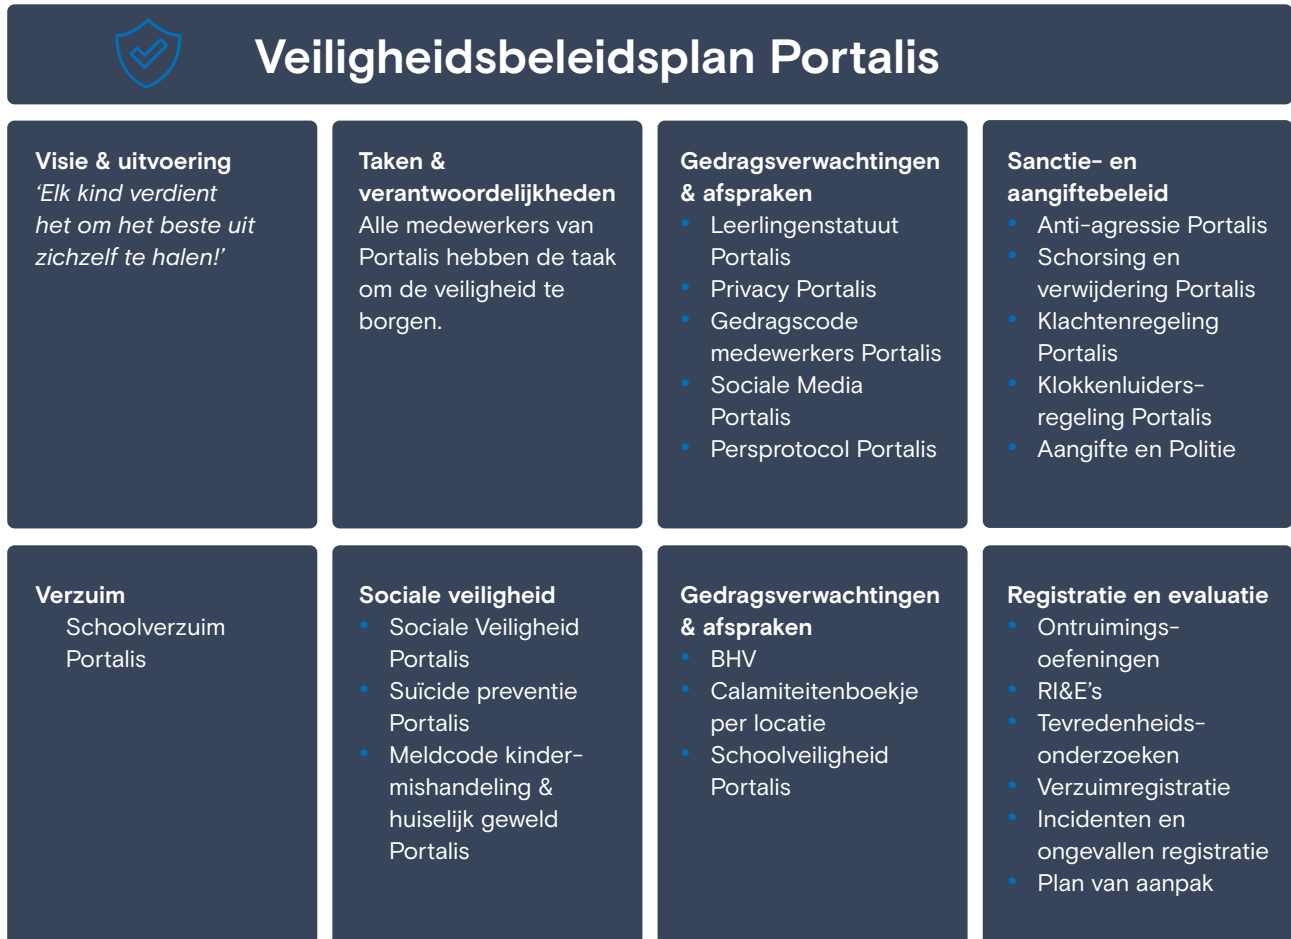 Veiligheidsbeleidsplan Portalis
Visie & uitvoering
'Elk kind verdient
het om het beste uit
zichzelf te halen!'
Taken &
verantwoordelijkheden
Alle medewerkers van
Portalis hebben de taak
om de veiligheid te
borgen.
Gedragsverwachtingen
& afspraken
• Leerlingenstatuut
Portalis
• Privacy Portalis
• Gedragscode
medewerkers Portalis
• Sociale Media
Portalis
• Persprotocol Portalis
Sanctie- en
aangiftebeleid
• Anti-agressie Portalis
• Schorsing en
verwijdering Portalis
• Klachtenregeling
Portalis
• Klokkenluiders-
regeling Portalis
• Aangifte en Politie
Verzuim
Schoolverzuim
Portalis
Sociale veiligheid
• Sociale Veiligheid
Portalis
• Suïcide preventie
Portalis
• Meldcode kinder-
mishandeling &
huiselijk geweld
Portalis
Gedragsverwachtingen
& afspraken
• BHV
• Calamiteitenboekje
per locatie
• Schoolveiligheid
Portalis
Registratie en evaluatie
• Ontruimings-
oefeningen
• RI&E's
• Tevredenheids-
onderzoeken
• Verzuimregistratie
• Incidenten en
ongevallen registratie
• Plan van aanpak